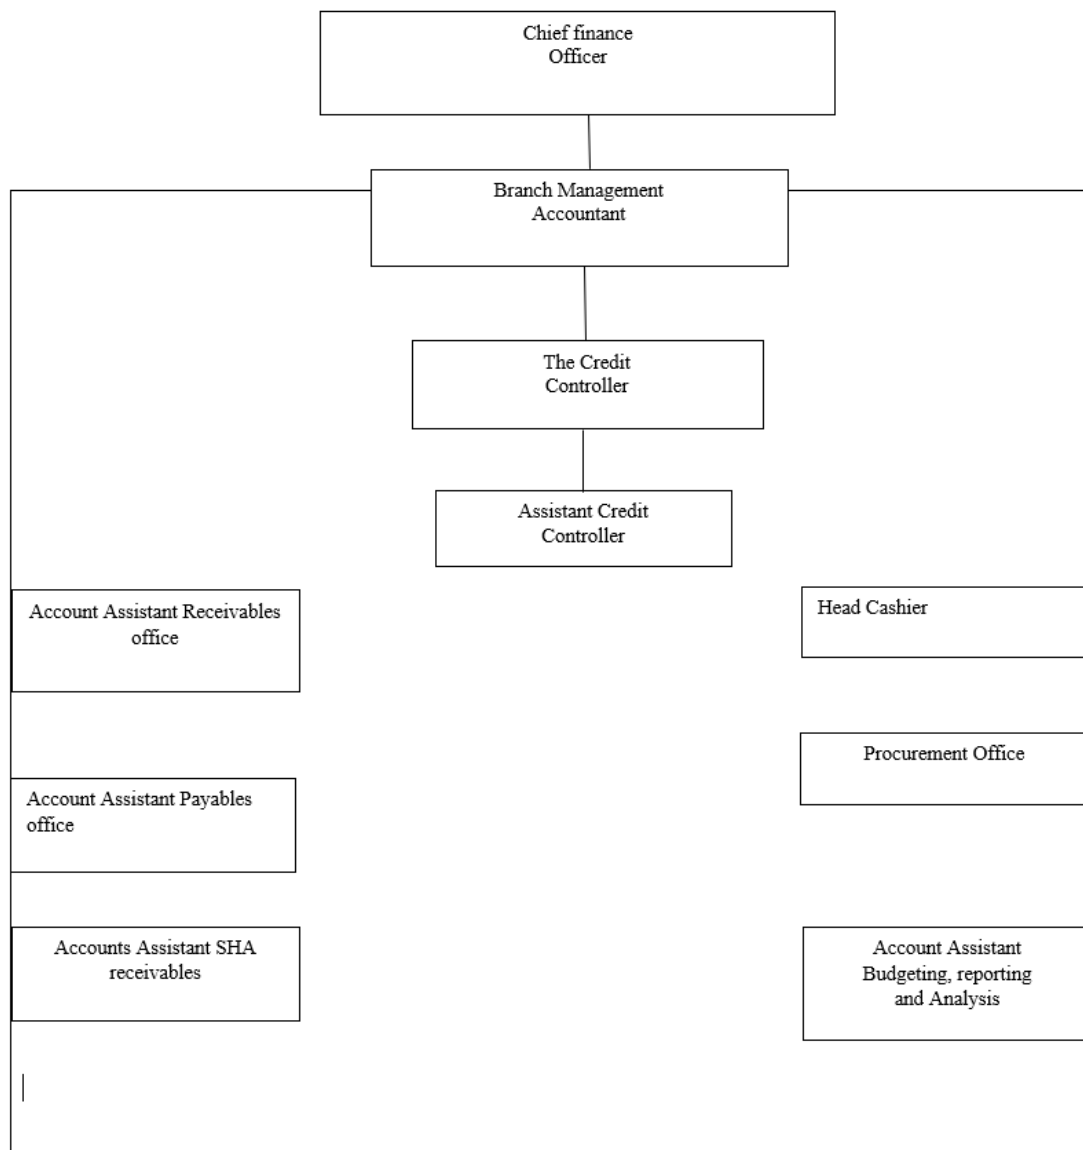 Chief finance
Officer
Branch Management
Accountant
The Credit
Controller
Assistant Credit
Controller
Account Assistant Receivables
office
Head Cashier
Procurement Office
Account Assistant Payables
office
Accounts Assistant SHA
receivables
Account Assistant
Budgeting, reporting
and Analysis